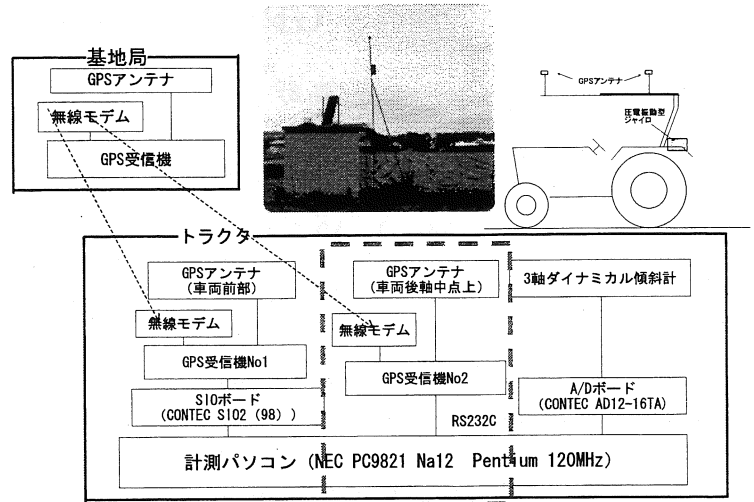 基地局
GPSアンテナ
無線モデム
GPS受信機
GPSアンテナ
圧電振動型
ジャイロ
トラクタ
GPSアンテナ
(車両前部)
無線モデム
GPS受信機No1
SIOボード
(CONTEC SIO2 (98) )
GPSアンテナ
(車両後軸中点上)
無線モデム
GPS受信機No2
RS232C
3軸ダイナミカル傾斜計
A/Dボード
(CONTEC AD12-16TA)
計測パソコン (NEC PC9821 Na12 Pentium 120MHz)